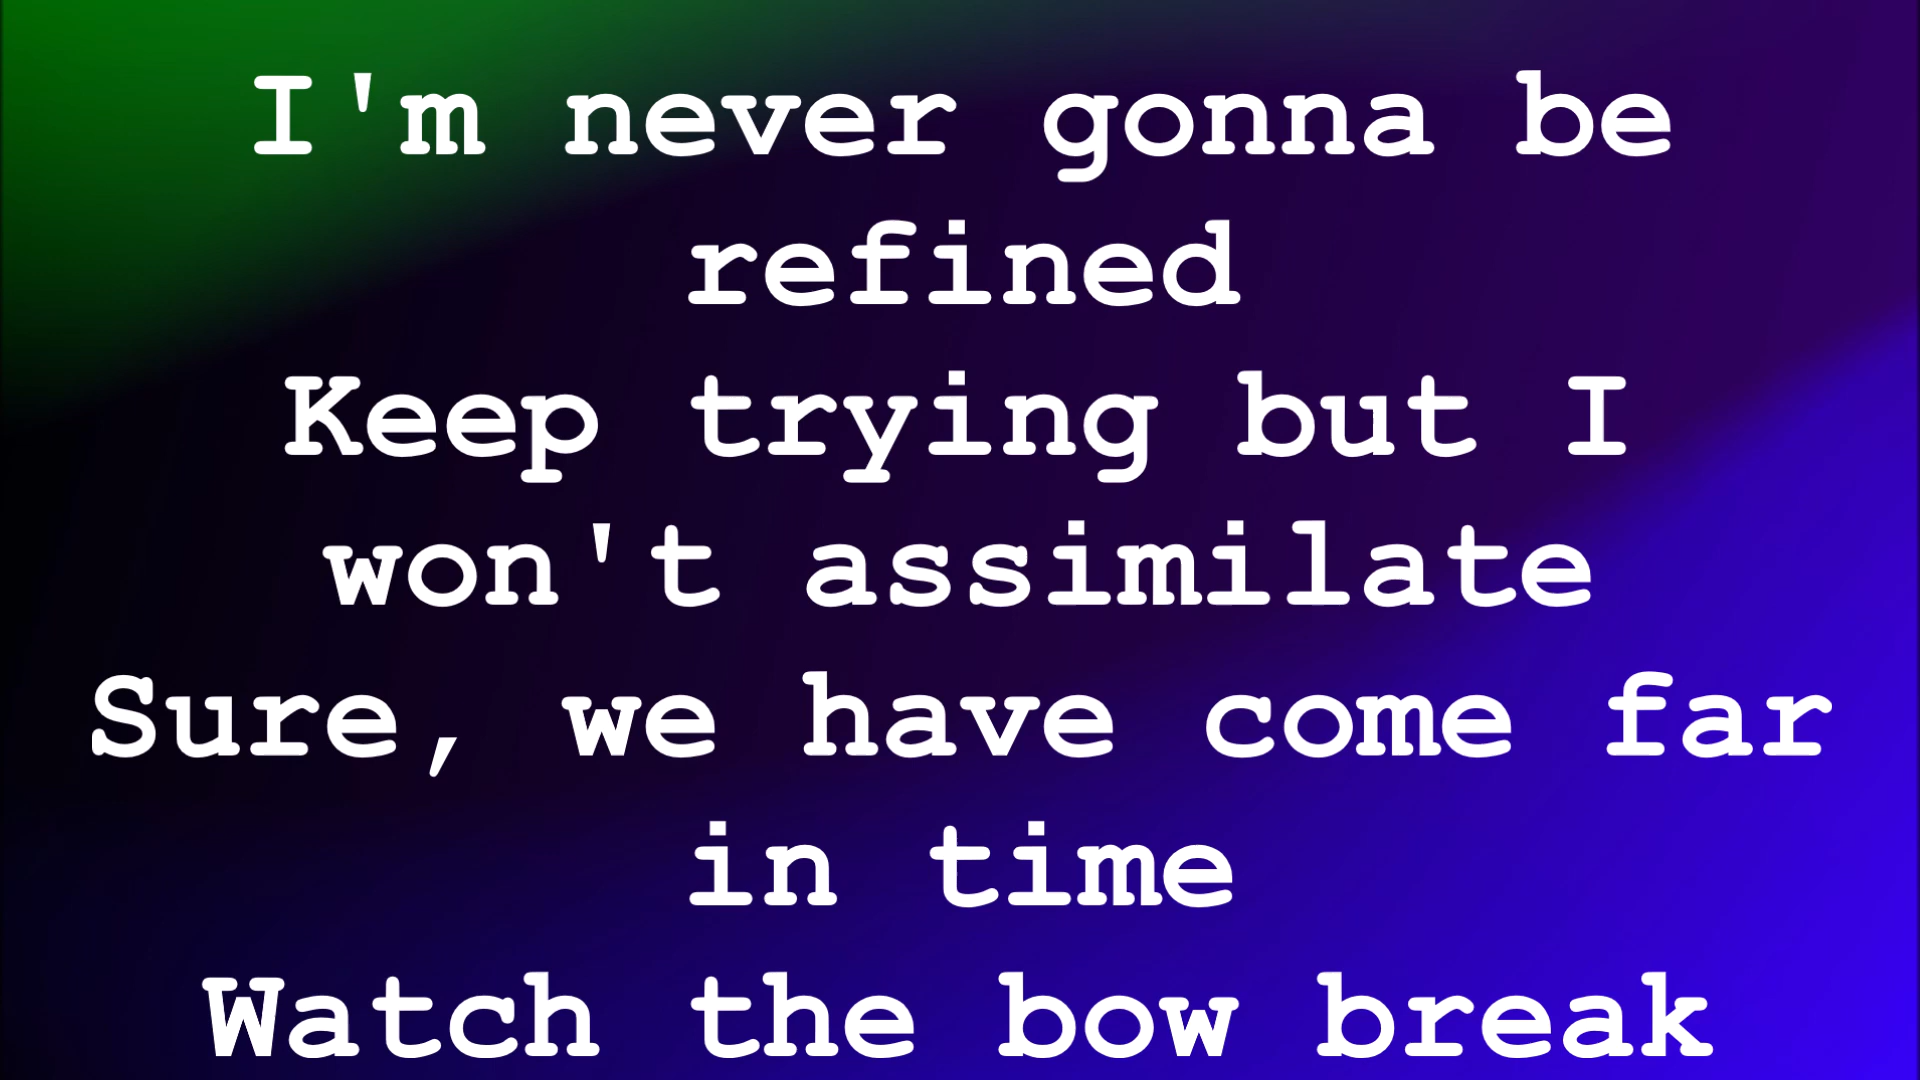 I'm never gonna be
refined
Keep trying but I
won't assimilate
Sure, we have come far
in time
Watch the bow break